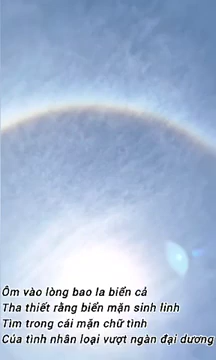 Ôm vào lòng bao la biển cả
Tha thiết rằng biển mặn sinh linh
Tìm trong cái mặn chữ tình
Của tình nhân loại vượt ngàn đại dương